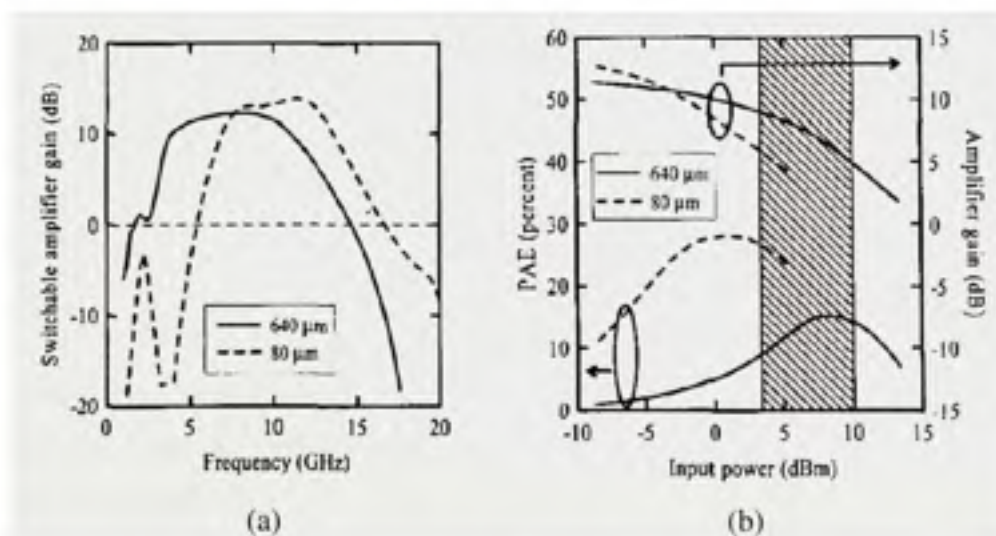 20
10
0
-10
-20
0
5
10
15
20
Switchable amplifier gain (dB)
Frequency (GHz)
640 μm
80 μm
(a)
60
50
40
30
20
10
0
-10
-5
0
5
10
15
15
10
5
0
-5
-10
-15
PAE (percent)
Amplifier gain (dB)
Input power (dBm)
640 μm
80 μm
(b)